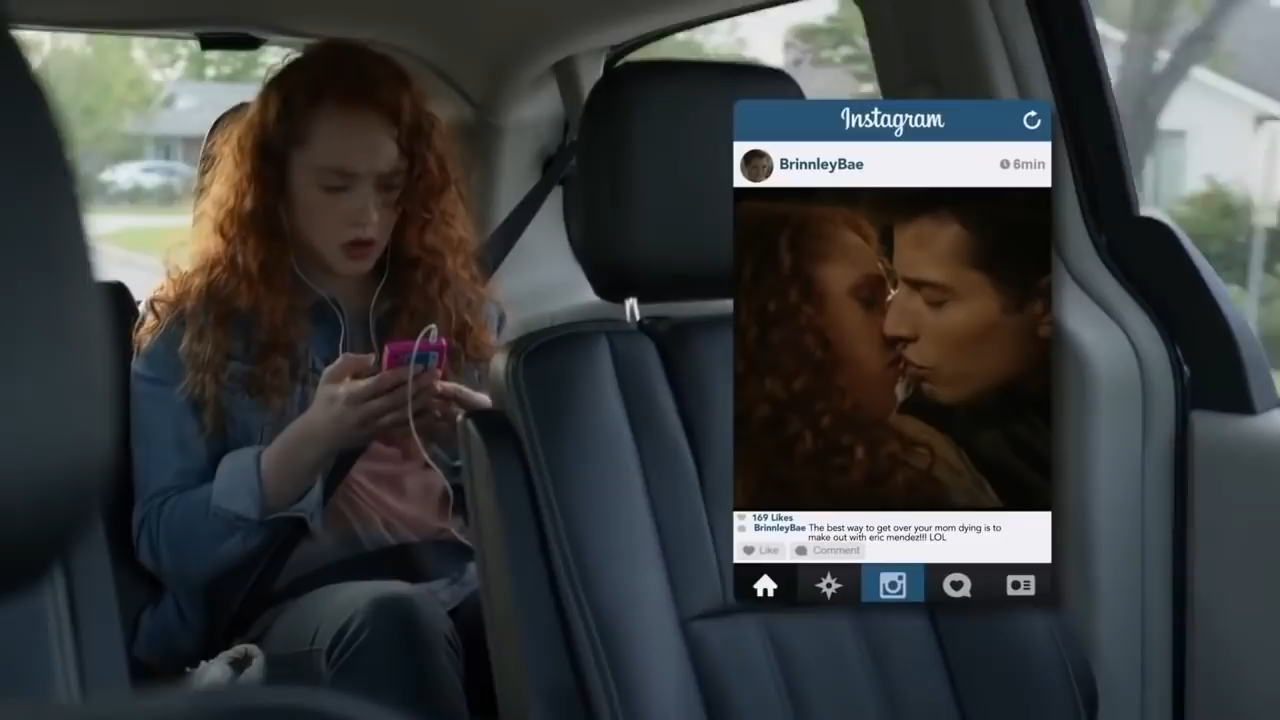 Instagram
BrinnleyBae 6min
169 Likes
BrinnleyBae The best way to get over your mom dying is to
make out with eric mendez!!! LOL
Like Comment